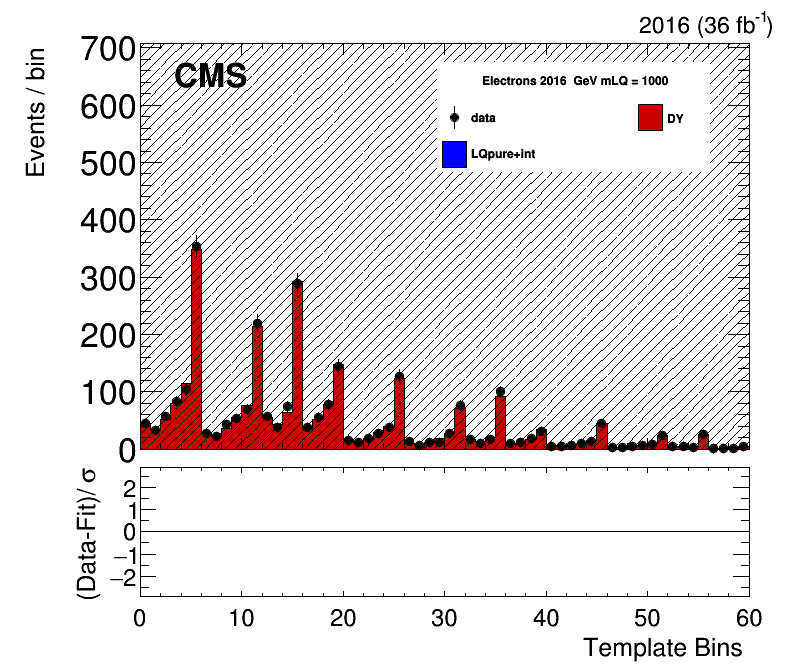 2016 (36 fb-1)
700
CMS
Electrons 2016 GeV mLQ = 1000
600
data
DY
500
LQpure+int
400
300
200
100
0
Events / bin
2
1
0
−1
−2
(Data-Fit)/ σ
0 10 20 30 40 50 60
Template Bins